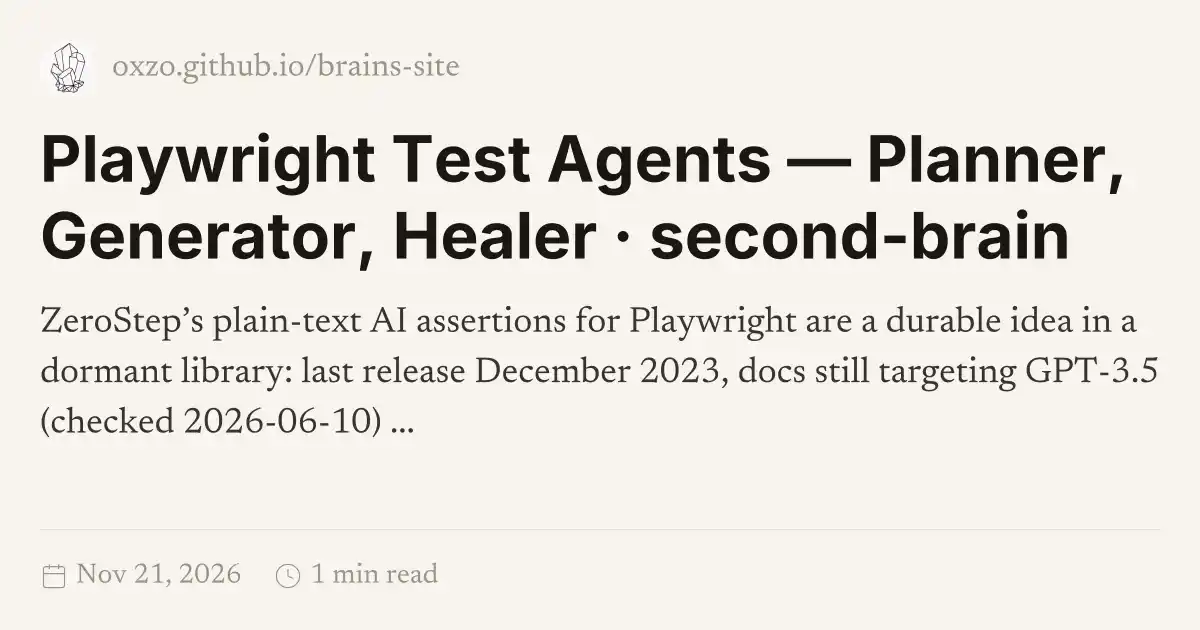 oxzo.github.io/brains-site
Playwright Test Agents — Planner,
Generator, Healer · second-brain
ZeroStep’s plain-text AI assertions for Playwright are a durable idea in a
dormant library: last release December 2023, docs still targeting GPT-3.5
(checked 2026-06-10) ...
Nov 21, 2026 1 min read